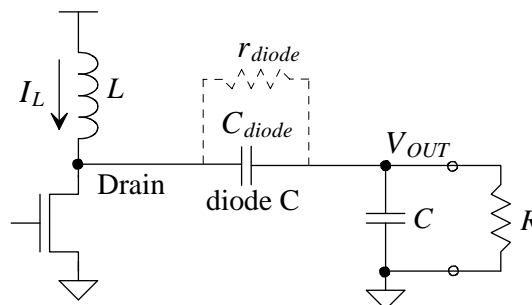 r_diode
I_L
L
C_diode
V_OUT
Drain
diode C
C
R